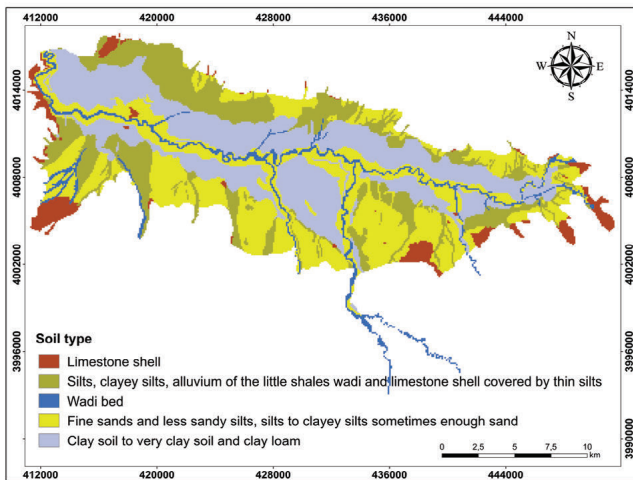 412000 420000 428000 436000 444000
N
W E
S
4014000 4014000
4008000 4008000
4002000 4002000
3996000 3996000
3990000 3990000
Soil type
Limestone shell
Silts, clayey silts, alluvium of the little shales wadi and limestone shell covered by thin silts
Wadi bed
Fine sands and less sandy silts, silts to clayey silts sometimes enough sand
Clay soil to very clay soil and clay loam
0 2,5 5 7,5 10
km
412000 420000 428000 436000 444000